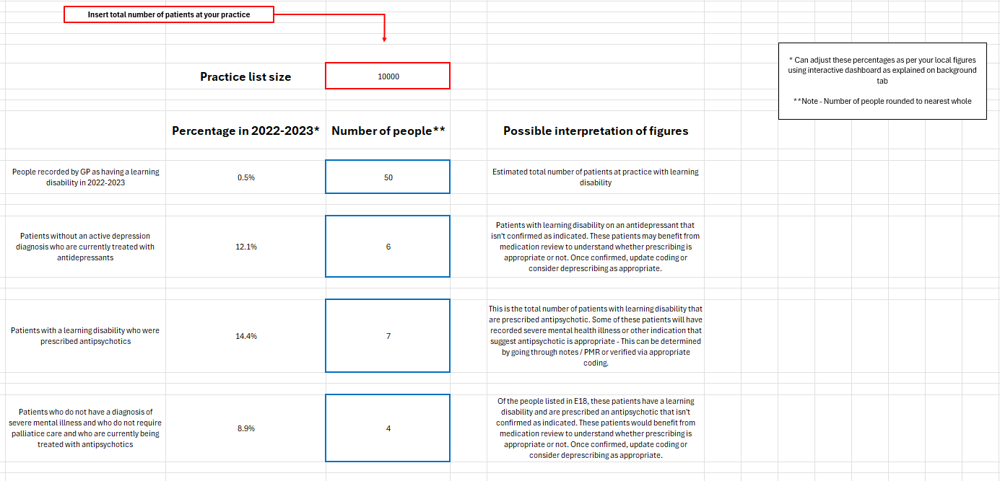 Insert total number of patients at your practice
Practice list size
10000
* Can adjust these percentages as per your local figures
using interactive dashboard as explained on background
tab
**Note - Number of people rounded to nearest whole
Percentage in 2022-2023*
Number of people**
Possible interpretation of figures
People recorded by GP as having a learning
disability in 2022-2023
0.5%
50
Estimated total number of patients at practice with learning
disability
Patients without an active depression
diagnosis who are currently treated with
antidepressants
12.1%
6
Patients with learning disability on an antidepressant that
isn't confirmed as indicated. These patients may benefit from
medication review to understand whether prescribing is
appropriate or not. Once confirmed, update coding or
consider deprescribing as appropriate.
Patients with a learning disability who were
prescribed antipsychotics
14.4%
7
This is the total number of patients with learning disability that
are prescribed antipsychotic. Some of these patients will have
recorded severe mental health illness or other indication that
suggest antipsychotic is appropriate - This can be determined
by going through notes / PMR or verified via appropriate
coding.
Patients who do not have a diagnosis of
severe mental illness and who do not require
palliatice care and who are currently being
treated with antipsychotics
8.9%
4
Of the people listed in E18, these patients have a learning
disability and are prescribed an antipsychotic that isn't
confirmed as indicated. These patients would benefit from
medication review to understand whether prescribing is
appropriate or not. Once confirmed, update coding or
consider deprescribing as appropriate.